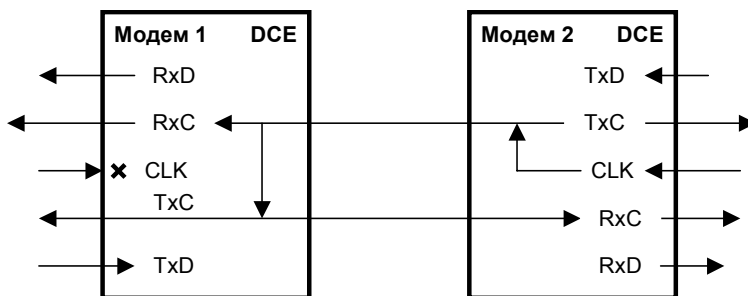 Модем 1 DCE
RxD
RxC
CLK
TxC
TxD
Модем 2 DCE
TxD
TxC
CLK
RxC
RxD